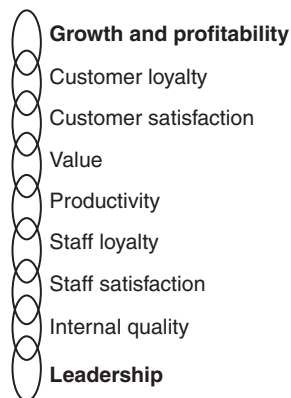 Growth and profitability
Customer loyalty
Customer satisfaction
Value
Productivity
Staff loyalty
Staff satisfaction
Internal quality
Leadership